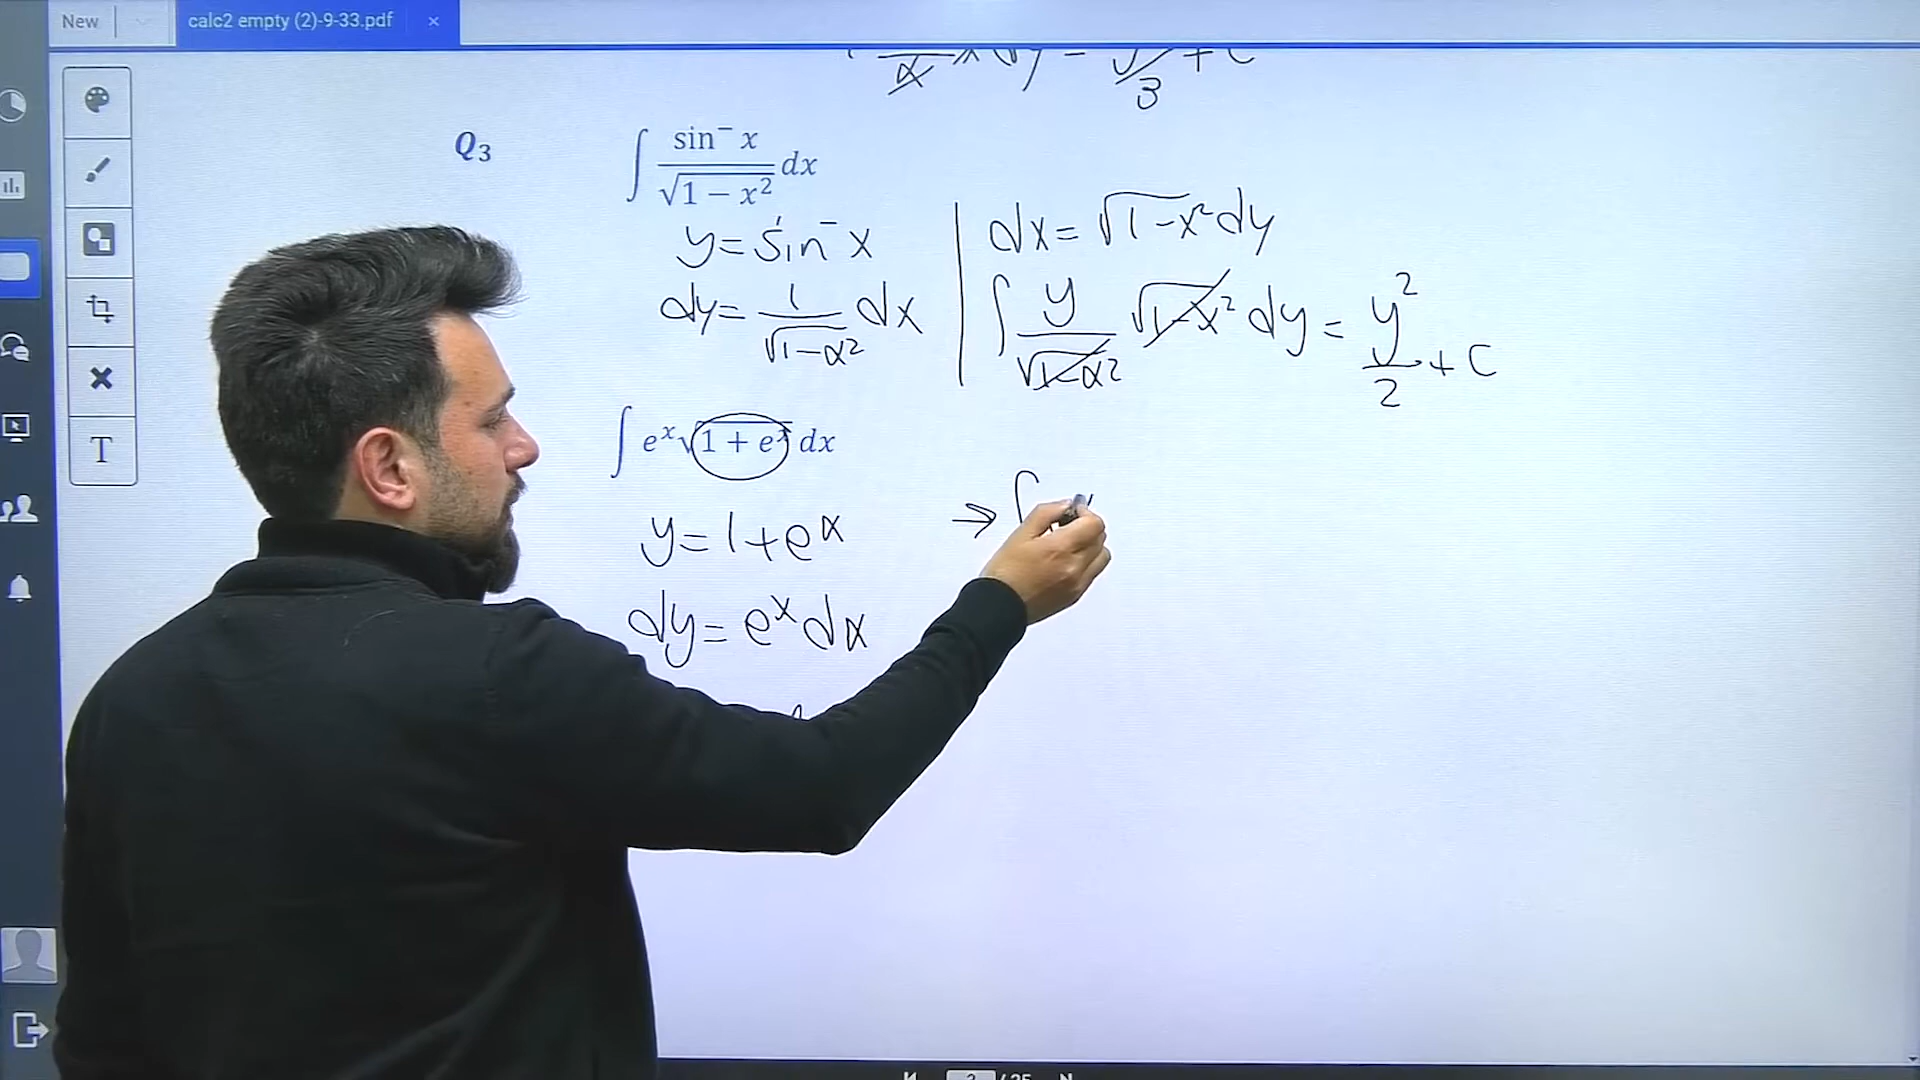 New
calc2 empty (2)-9-33.pdf ×
3 + C
Q3
∫ sin⁻ x / √(1 − x²) dx
y = sin⁻ x
dy = 1 / √(1−x²) dx
dx = √(1−x²) dy
∫ y / √(1−x²) √(1−x²) dy = y²/2 + C
∫ eˣ √(1 + eˣ) dx
y = 1 + eˣ
dy = eˣ dx
→ ∫
T
/ 25